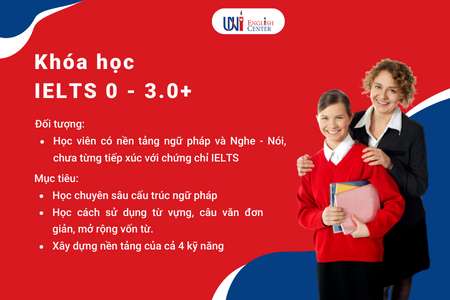 UNI ENGLISH
CENTER
Khóa học
IELTS 0 - 3.0+
Đối tượng:
• Học viên có nền tảng ngữ pháp và Nghe - Nói,
chưa từng tiếp xúc với chứng chỉ IELTS
Mục tiêu:
• Học chuyên sâu cấu trúc ngữ pháp
• Học cách sử dụng từ vựng, câu văn đơn
giản, mở rộng vốn từ.
• Xây dựng nền tảng của cả 4 kỹ năng